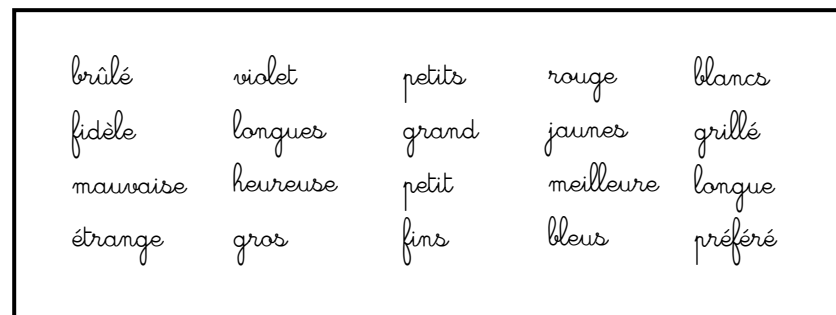 brûlé violet petits rouge blancs
fidèle longues grand jaunes grillé
mauvaise heureuse petit meilleure longue
étrange gros fins bleus préféré